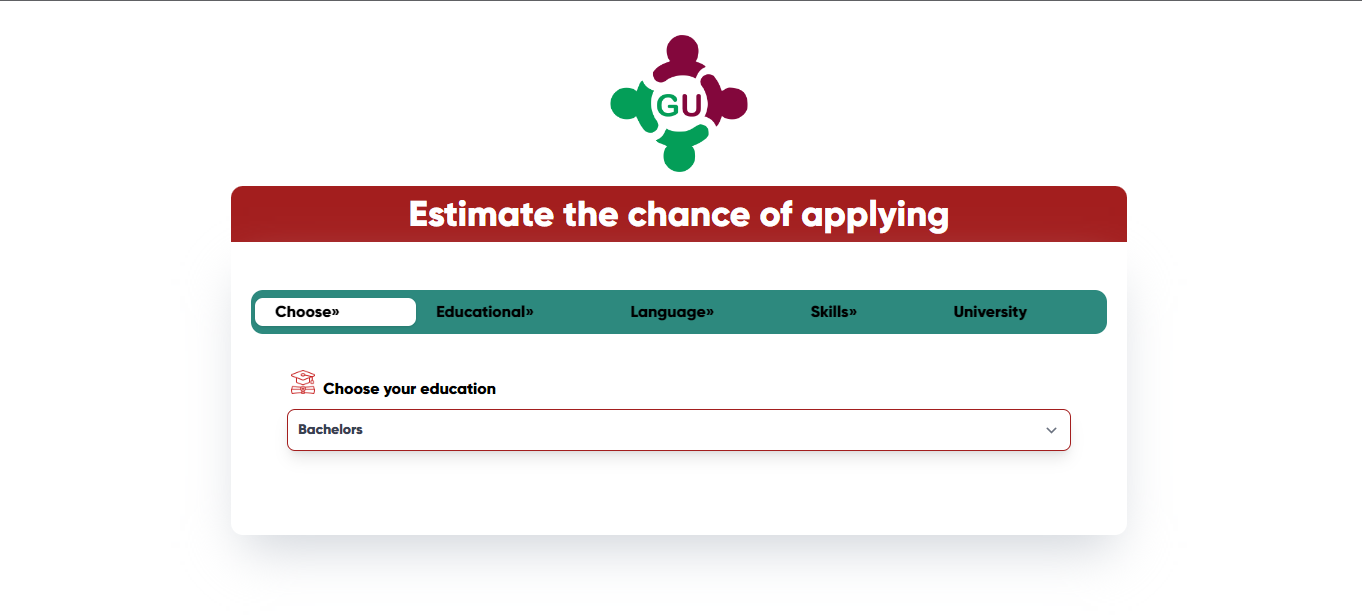 GU
Estimate the chance of applying
Choose» Educational» Language» Skills» University
Choose your education
Bachelors